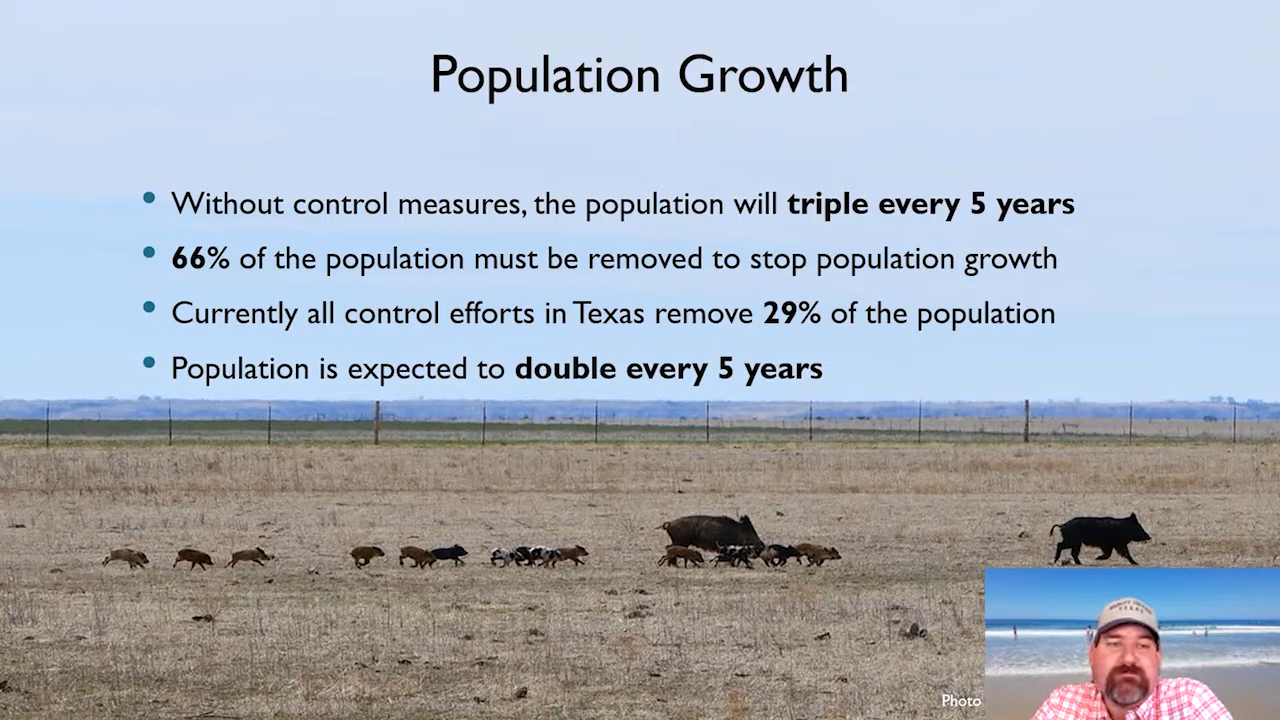 Population Growth
Without control measures, the population will triple every 5 years
66% of the population must be removed to stop population growth
Currently all control efforts in Texas remove 29% of the population
Population is expected to double every 5 years
Photo